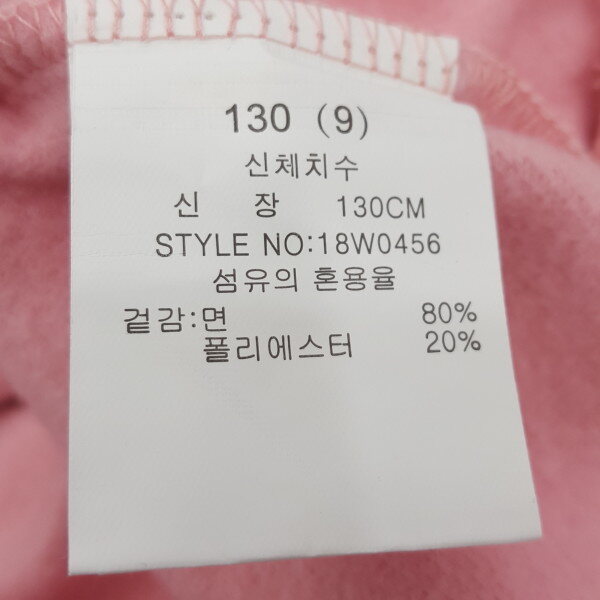 130 (9)
신체치수
신 장 130CM
STYLE NO:18W0456
섬유의 혼용율
겉감:면 80%
폴리에스터 20%